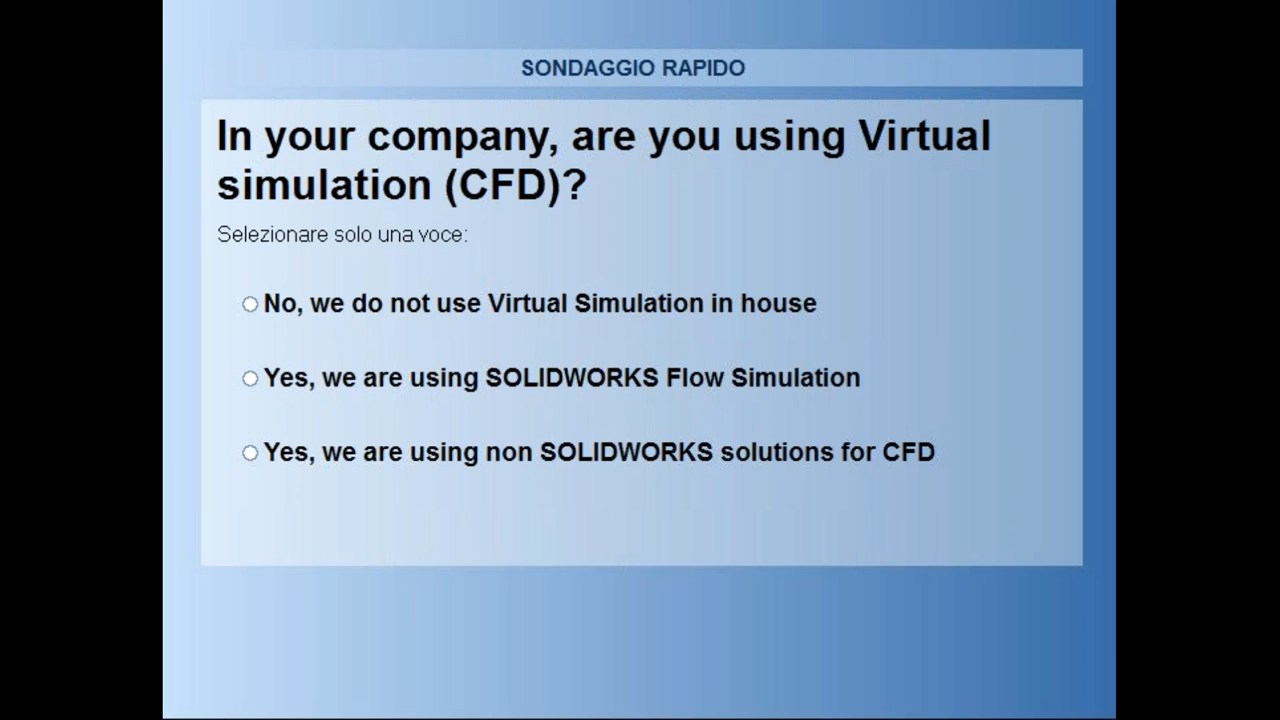 SONDAGGIO RAPIDO
In your company, are you using Virtual
simulation (CFD)?
Selezionare solo una voce:
No, we do not use Virtual Simulation in house
Yes, we are using SOLIDWORKS Flow Simulation
Yes, we are using non SOLIDWORKS solutions for CFD